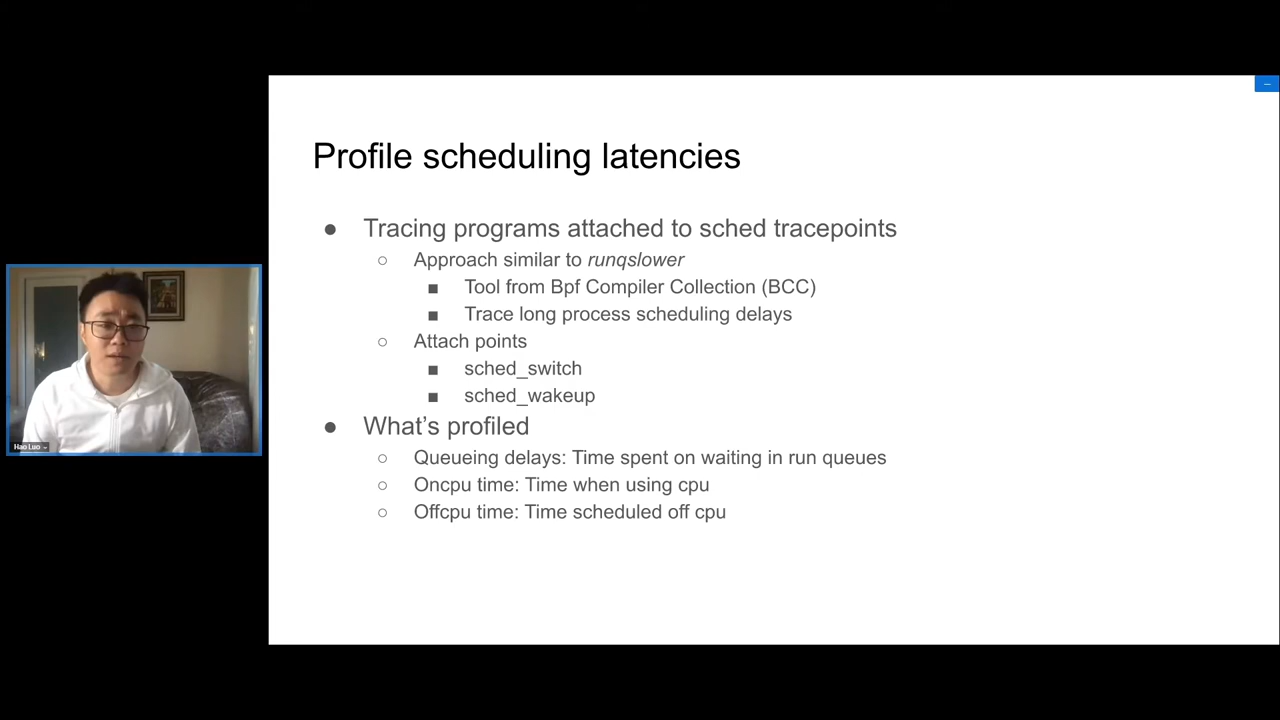 Profile scheduling latencies
● Tracing programs attached to sched tracepoints
○ Approach similar to runqslower
■ Tool from Bpf Compiler Collection (BCC)
■ Trace long process scheduling delays
○ Attach points
■ sched_switch
■ sched_wakeup
● What’s profiled
○ Queueing delays: Time spent on waiting in run queues
○ Oncpu time: Time when using cpu
○ Offcpu time: Time scheduled off cpu
Hao Luo